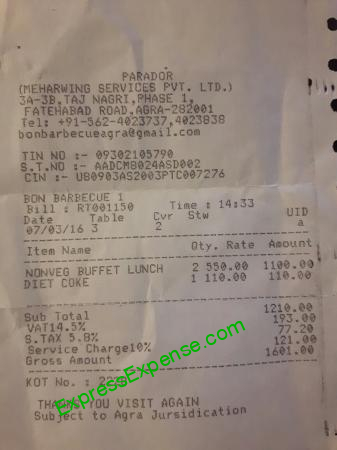 PARADOR
(MEHARWING SERVICES PVT. LTD.)
3A-3B,TAJ NAGRI,PHASE 1,
FATEHABAD ROAD,AGRA-282001
Tel: +91-562-4023737,4023838
bonbarbecueagra@gmail.com
TIN NO :- 09302105790
S.T.NO :- AADCM8024ASD002
CIN :- U80903AS2003PTC007276
BON BARBECUE 1
Bill : RT001150 Time : 14:33
Date Table Cvr Stw UID
07/03/16 3 2 a
Item Name Qty. Rate Amount
NONVEG BUFFET LUNCH 2 550.00 1100.00
DIET COKE 1 110.00 110.00
Sub Total 1210.00
VAT14.5% 193.00
S.TAX 5.8% 77.20
Service Charge10% 121.00
Gross Amount 1601.00
KOT No. :
THANK YOU VISIT AGAIN
Subject to Agra Jursidication
ExpressExpense.com